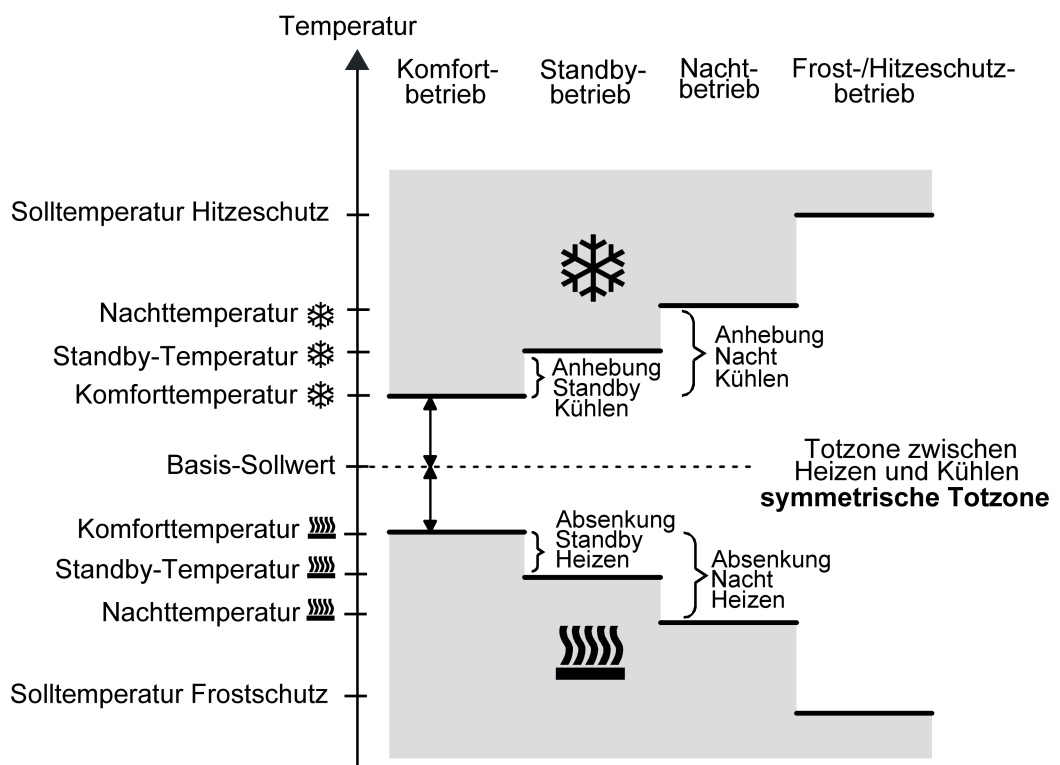 Temperatur
Komfort-
betrieb
Standby-
betrieb
Nacht-
betrieb
Frost-/Hitzeschutz-
betrieb
Solltemperatur Hitzeschutz
Nachttemperatur
Standby-Temperatur
Komforttemperatur
Anhebung
Standby
Kühlen
Anhebung
Nacht
Kühlen
Basis-Sollwert
Totzone zwischen
Heizen und Kühlen
symmetrische Totzone
Komforttemperatur
Standby-Temperatur
Nachttemperatur
Absenkung
Standby
Heizen
Absenkung
Nacht
Heizen
Solltemperatur Frostschutz